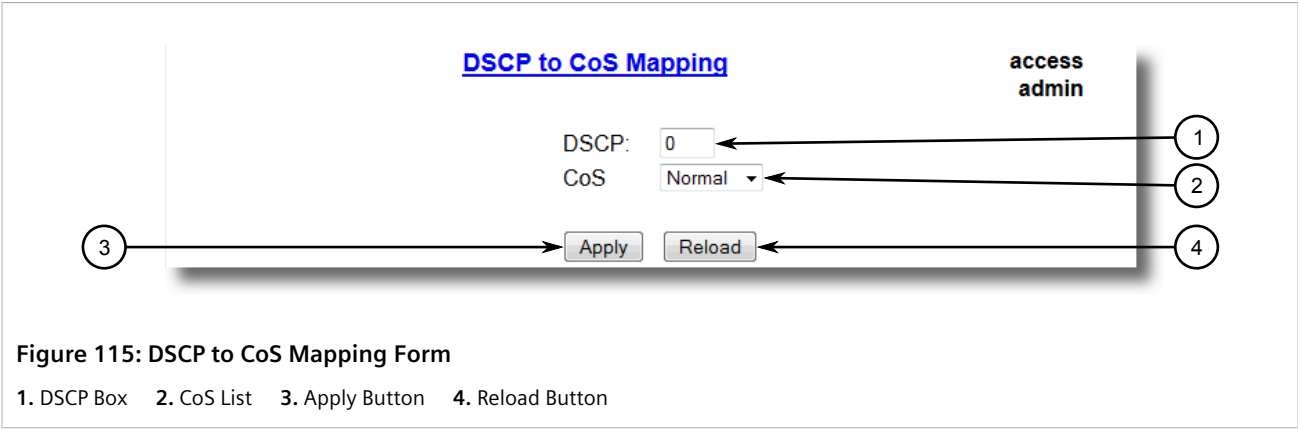 DSCP to CoS Mapping
access
admin
DSCP: 0
1
CoS Normal
2
3
Apply Reload
4
Figure 115: DSCP to CoS Mapping Form
1. DSCP Box 2. CoS List 3. Apply Button 4. Reload Button